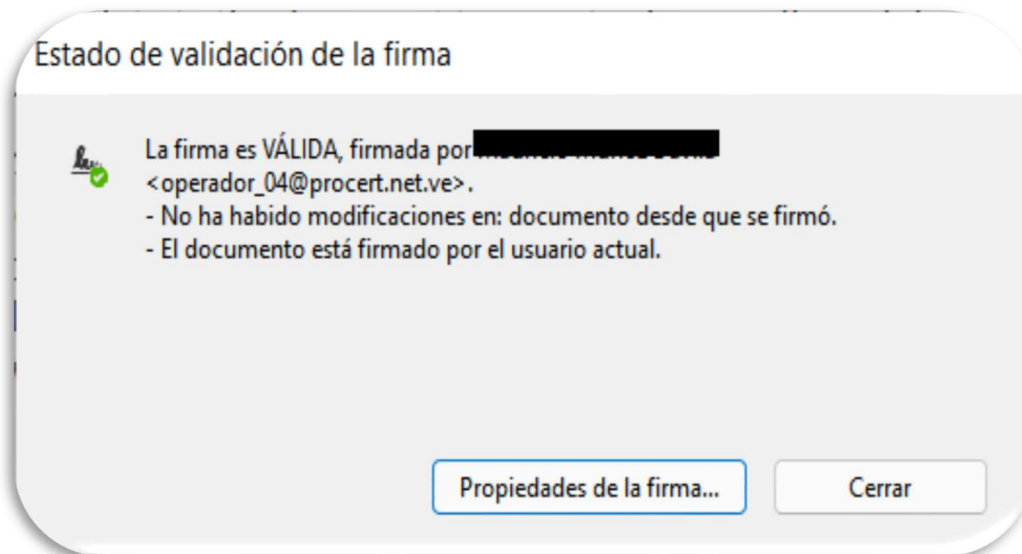 Estado de validación de la firma
La firma es VÁLIDA, firmada por
<operador_04@procert.net.ve>.
- No ha habido modificaciones en: documento desde que se firmó.
- El documento está firmado por el usuario actual.
Propiedades de la firma...
Cerrar